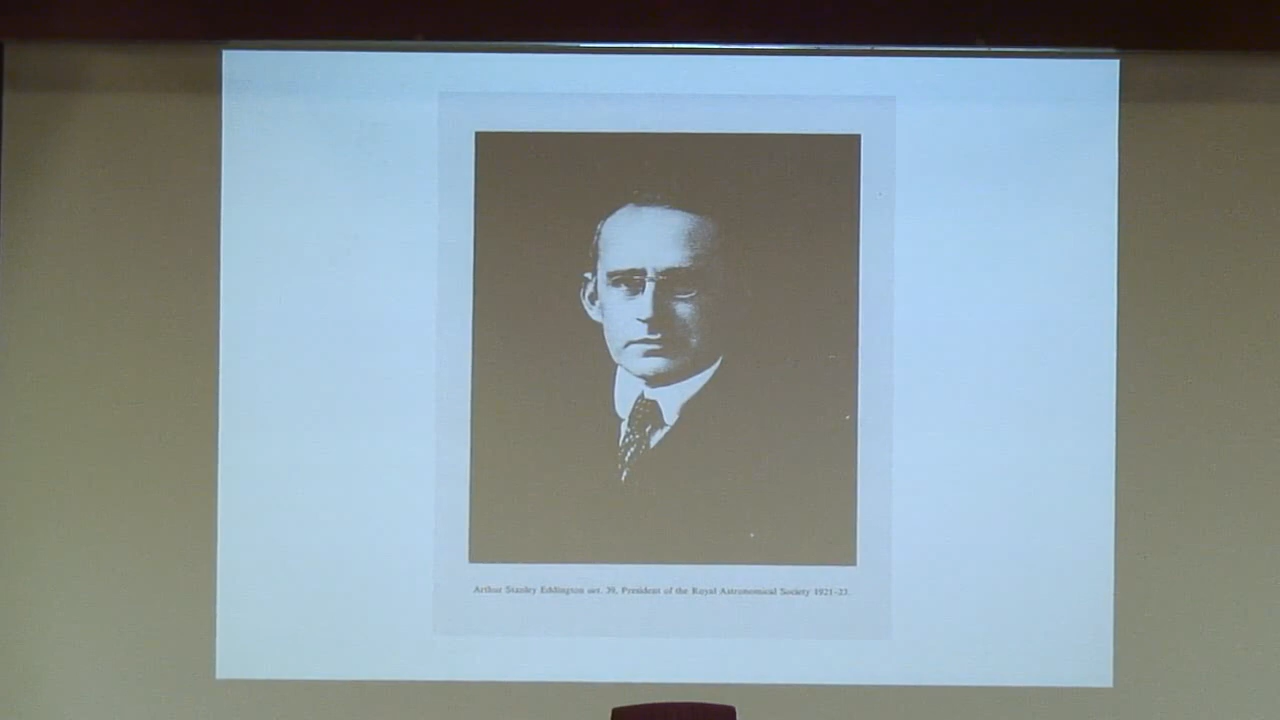 Arthur Stanley Eddington aet. 39, President of the Royal Astronomical Society 1921-23.